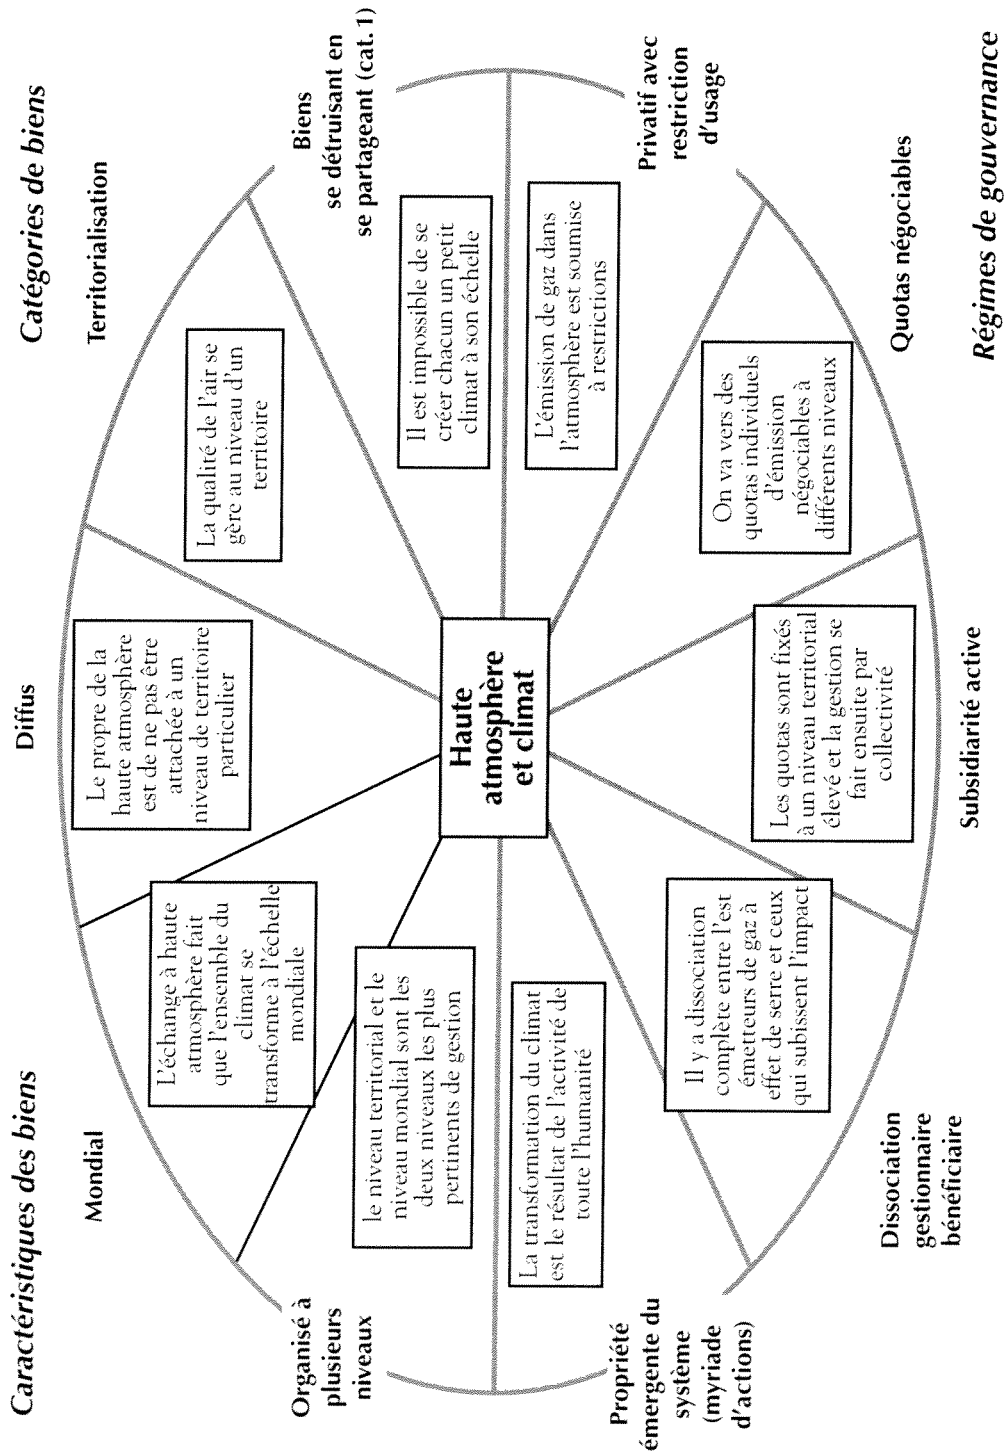 Caractéristiques des biens
Catégories de biens
Mondial
Diffus
Territorialisation
L'échange à haute
atmosphère fait
que l'ensemble du
climat se
transforme à l'échelle
mondiale
Le propre de la
haute atmosphère
est de ne pas être
attachée à un
niveau de territoire
particulier
La qualité de l'air se
gère au niveau d'un
territoire
Organisé à
plusieurs
niveaux
le niveau territorial et le
niveau mondial sont les
deux niveaux les plus
pertinents de gestion
Il est impossible de se
créer chacun un petit
climat à son échelle
Biens
se détruisant en
se partageant (cat. 1)
Haute
atmosphère
et climat
Propriété
émergente du
système
(myriade
d'actions)
La transformation du climat
est le résultat de l'activité de
toute l'humanité
L'émission de gaz dans
l'atmosphère est soumise
à restrictions
Privatif avec
restriction
d'usage
Il y a dissociation
complète entre l'est
émetteurs de gaz à
effet de serre et ceux
qui subissent l'impact
Les quotas sont fixés
à un niveau territorial
élevé et la gestion se
fait ensuite par
collectivité
On va vers des
quotas individuels
d'émission
négociables à
différents niveaux
Dissociation
gestionnaire
bénéficiaire
Subsidiarité active
Quotas négociables
Régimes de gouvernance